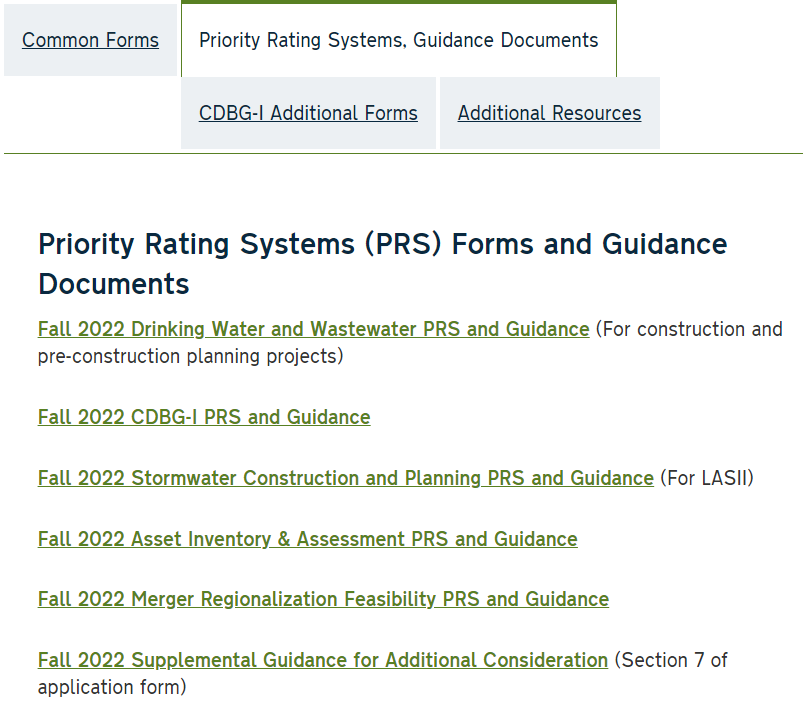 Common Forms
Priority Rating Systems, Guidance Documents
CDBG-I Additional Forms
Additional Resources
Priority Rating Systems (PRS) Forms and Guidance
Documents
Fall 2022 Drinking Water and Wastewater PRS and Guidance (For construction and
pre-construction planning projects)
Fall 2022 CDBG-I PRS and Guidance
Fall 2022 Stormwater Construction and Planning PRS and Guidance (For LASII)
Fall 2022 Asset Inventory & Assessment PRS and Guidance
Fall 2022 Merger Regionalization Feasibility PRS and Guidance
Fall 2022 Supplemental Guidance for Additional Consideration (Section 7 of
application form)